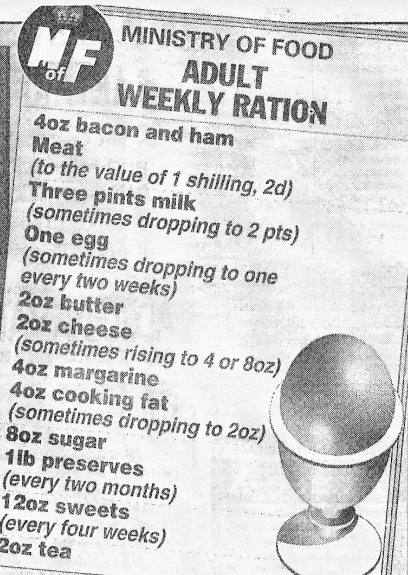 M of F
MINISTRY OF FOOD
ADULT
WEEKLY RATION
4oz bacon and ham
Meat
(to the value of 1 shilling, 2d)
Three pints milk
(sometimes dropping to 2 pts)
One egg
(sometimes dropping to one
every two weeks)
2oz butter
2oz cheese
(sometimes rising to 4 or 8oz)
4oz margarine
4oz cooking fat
(sometimes dropping to 2oz)
8oz sugar
1lb preserves
(every two months)
12oz sweets
(every four weeks)
2oz tea